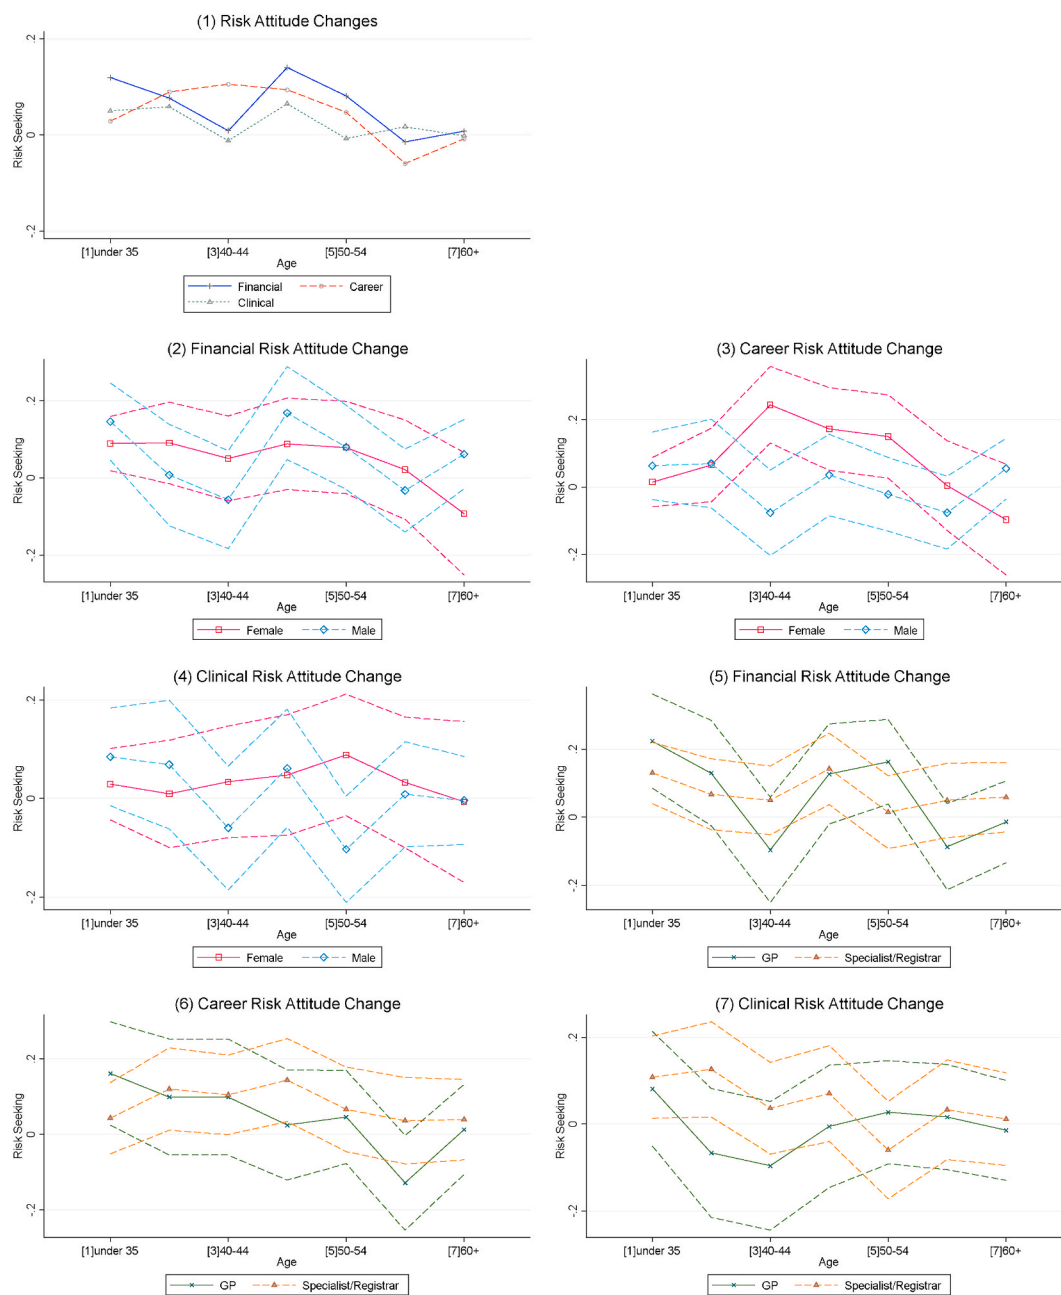 (1) Risk Attitude Changes
Risk Seeking
.2
0
-.2
[1]under 35 [3]40-44 [5]50-54 [7]60+
Age
Financial Career
Clinical
(2) Financial Risk Attitude Change
Risk Seeking
.2
0
-.2
[1]under 35 [3]40-44 [5]50-54 [7]60+
Age
Female Male
(3) Career Risk Attitude Change
Risk Seeking
.2
0
-.2
[1]under 35 [3]40-44 [5]50-54 [7]60+
Age
Female Male
(4) Clinical Risk Attitude Change
Risk Seeking
.2
0
-.2
[1]under 35 [3]40-44 [5]50-54 [7]60+
Age
Female Male
(5) Financial Risk Attitude Change
Risk Seeking
.2
0
-.2
[1]under 35 [3]40-44 [5]50-54 [7]60+
Age
GP Specialist/Registrar
(6) Career Risk Attitude Change
Risk Seeking
.2
0
-.2
[1]under 35 [3]40-44 [5]50-54 [7]60+
Age
GP Specialist/Registrar
(7) Clinical Risk Attitude Change
Risk Seeking
.2
0
-.2
[1]under 35 [3]40-44 [5]50-54 [7]60+
Age
GP Specialist/Registrar